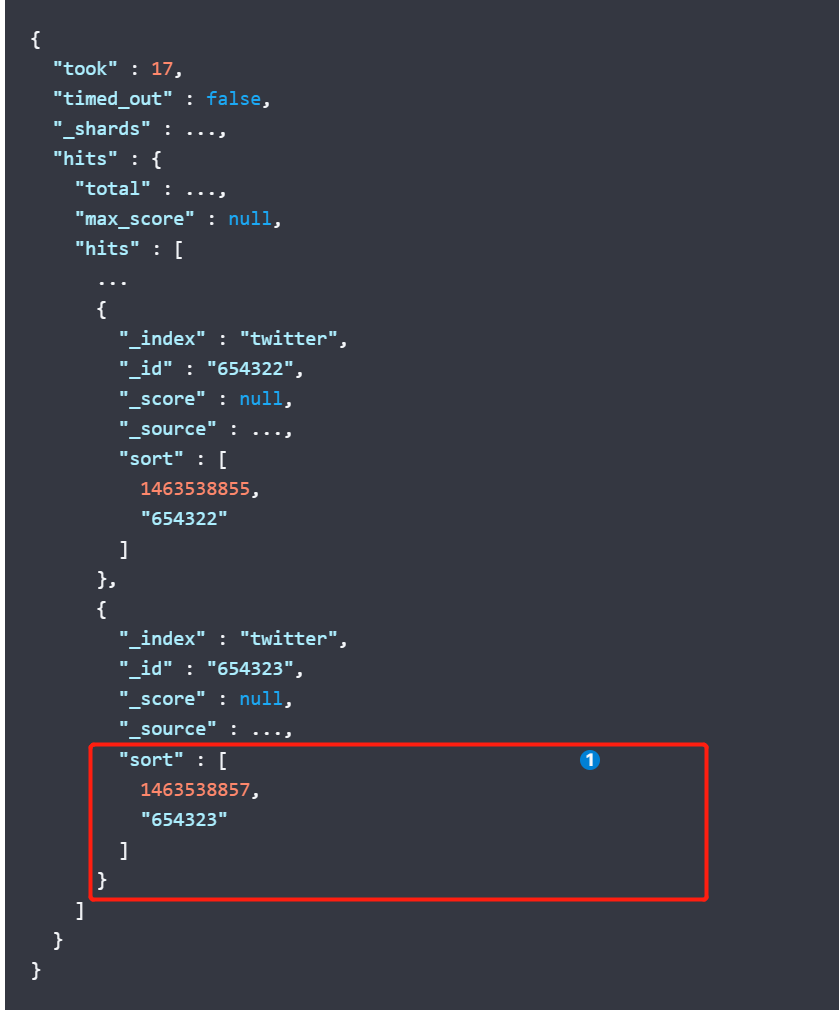 {
  "took" : 17,
  "timed_out" : false,
  "_shards" : ...,
  "hits" : {
    "total" : ...,
    "max_score" : null,
    "hits" : [
      ...
      {
        "_index" : "twitter",
        "_id" : "654322",
        "_score" : null,
        "_source" : ...,
        "sort" : [
          1463538855,
          "654322"
        ]
      },
      {
        "_index" : "twitter",
        "_id" : "654323",
        "_score" : null,
        "_source" : ...,
        "sort" : [ 1
          1463538857,
          "654323"
        ]
      }
    ]
  }
}